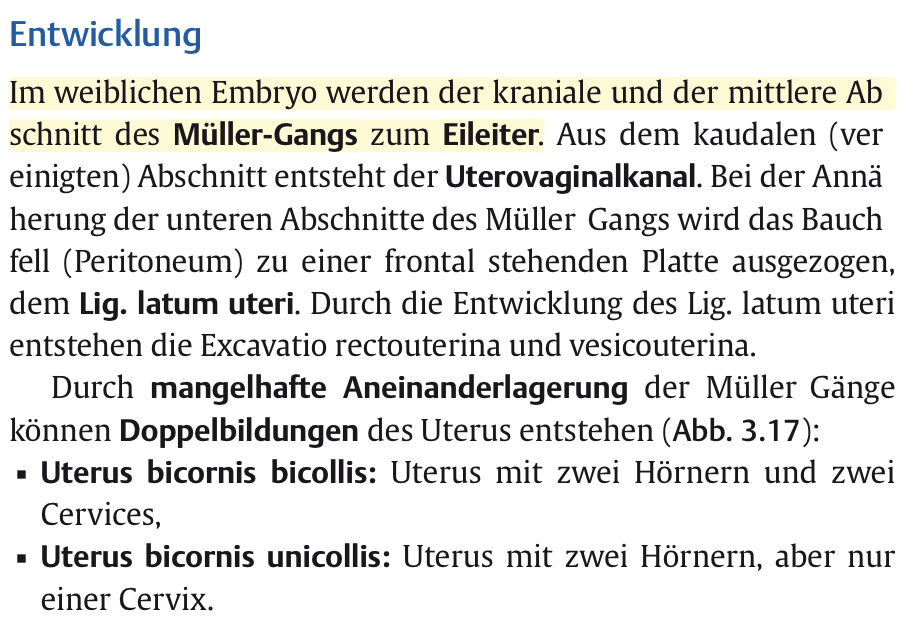 Entwicklung
Im weiblichen Embryo werden der kraniale und der mittlere Ab
schnitt des Müller-Gangs zum Eileiter. Aus dem kaudalen (ver
einigten) Abschnitt entsteht der Uterovaginalkanal. Bei der Annä
herung der unteren Abschnitte des Müller Gangs wird das Bauch
fell (Peritoneum) zu einer frontal stehenden Platte ausgezogen,
dem Lig. latum uteri. Durch die Entwicklung des Lig. latum uteri
entstehen die Excavatio rectouterina und vesicouterina.
Durch mangelhafte Aneinanderlagerung der Müller Gänge
können Doppelbildungen des Uterus entstehen (Abb. 3.17):
▪ Uterus bicornis bicollis: Uterus mit zwei Hörnern und zwei
Cervices,
▪ Uterus bicornis unicollis: Uterus mit zwei Hörnern, aber nur
einer Cervix.